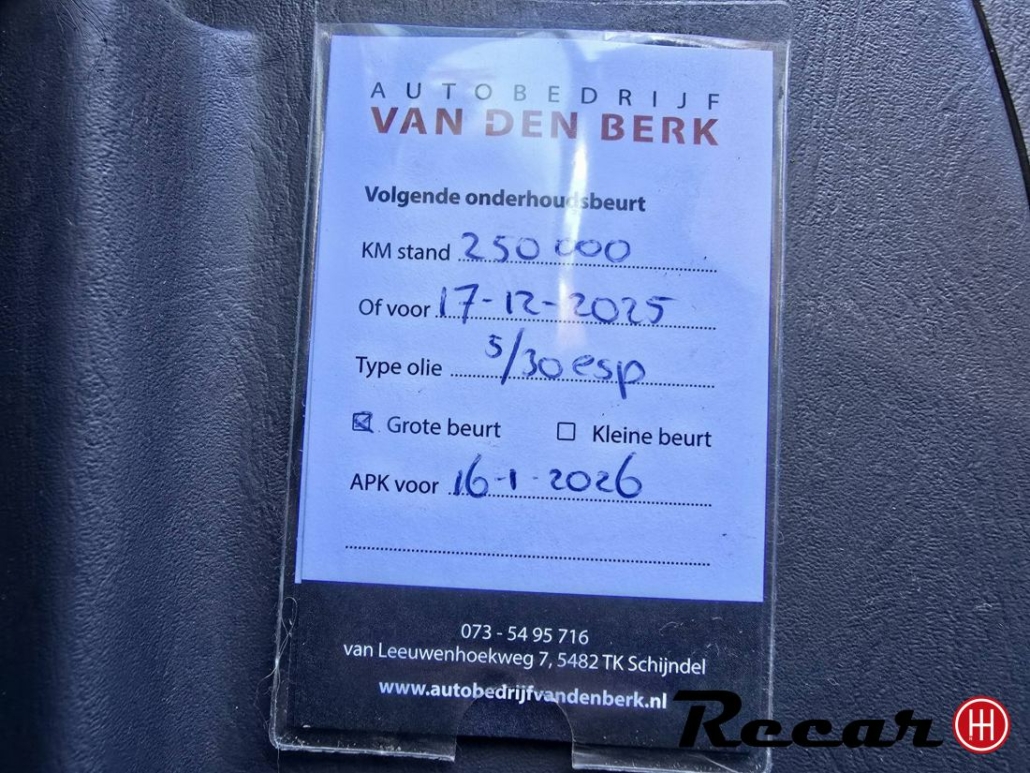 AUTOBEDRIJF
VAN DEN BERK
Volgende onderhoudsbeurt
KM stand 250 000
Of voor 17-12-2025
Type olie 5/30 esp
Grote beurt Kleine beurt
APK voor 16-1-2026
073 - 54 95 716
van Leeuwenhoekweg 7, 5482 TK Schijndel
www.autobedrijfvandenberk.nl
Recar H